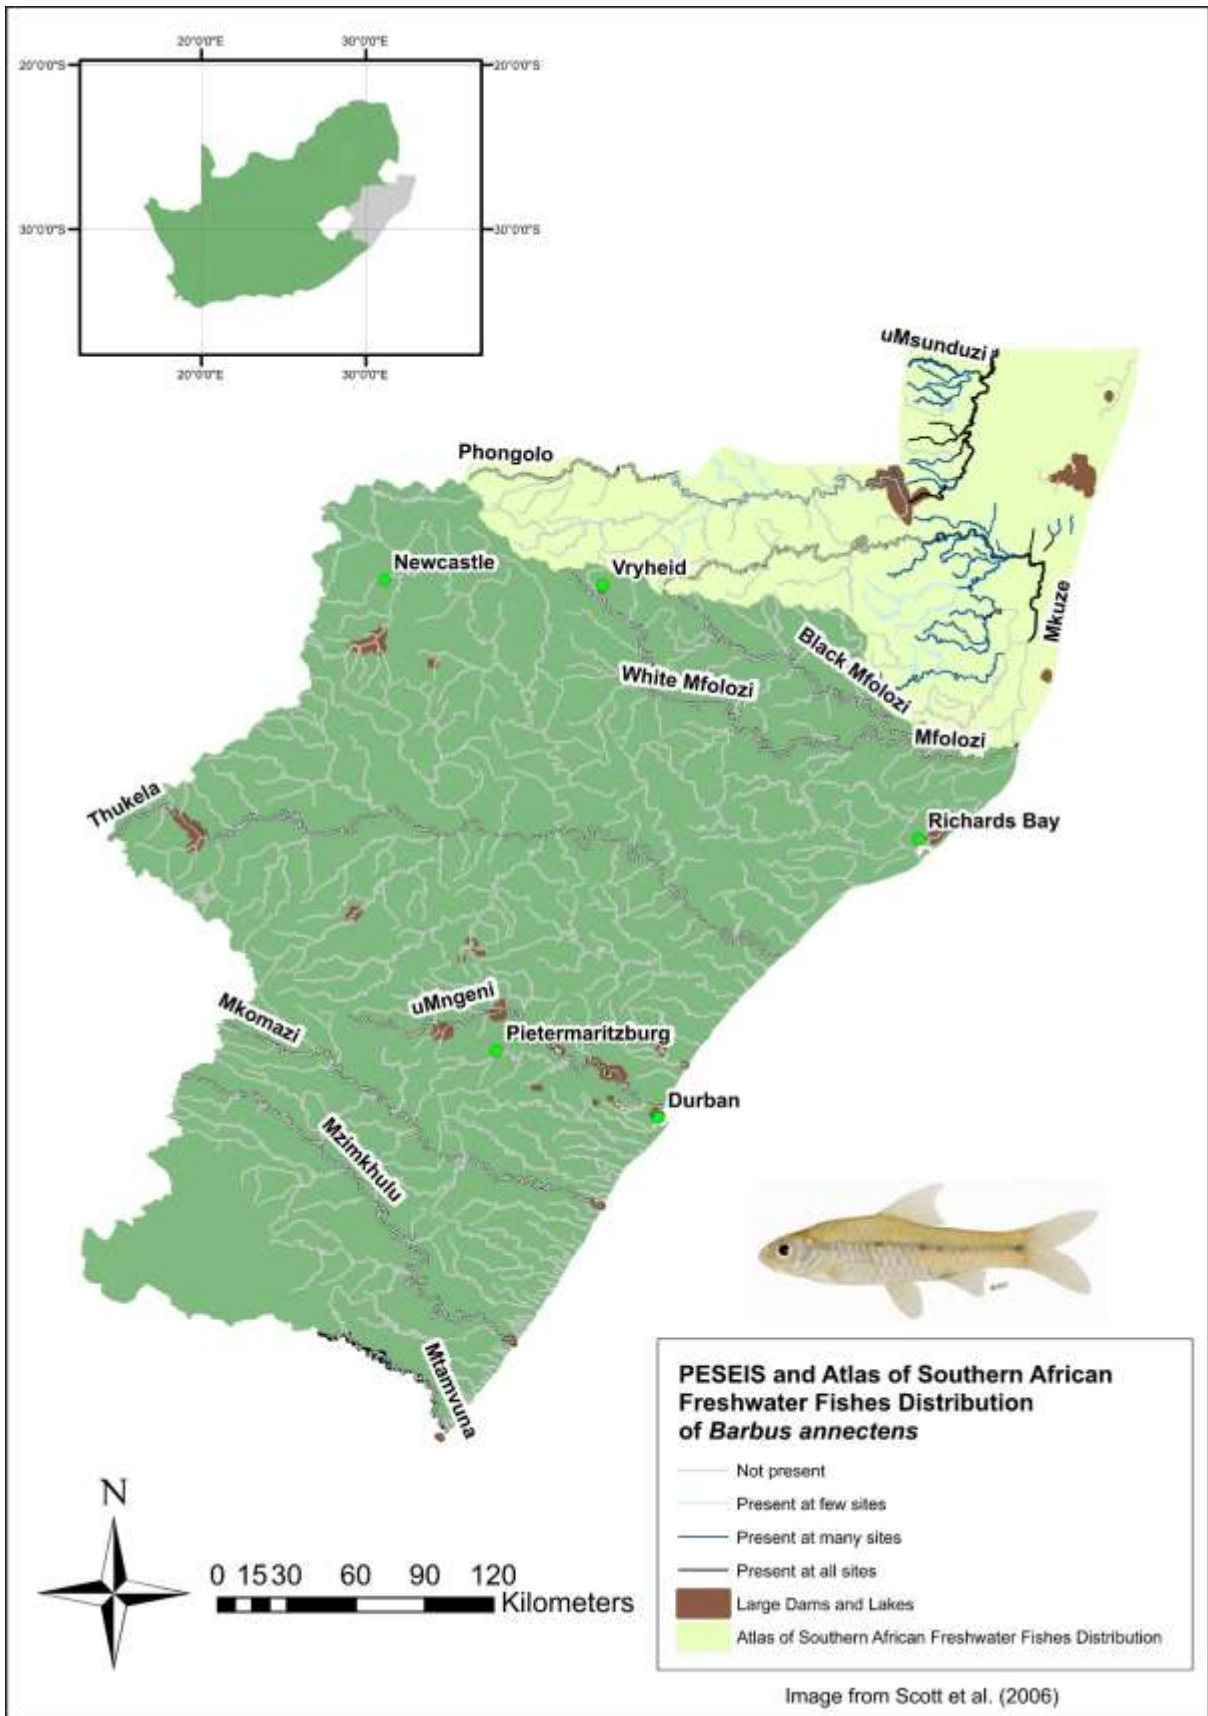 20°0'0"E 30°0'0"E
20°0'0"S 20°0'0"S
30°0'0"S 30°0'0"S
20°0'0"E 30°0'0"E
uMsunduzi
Phongolo
Newcastle
Vryheid
Mkuze
Black Mfolozi
White Mfolozi
Mfolozi
Thukela
Richards Bay
uMngeni
Mkomazi
Pietermaritzburg
Durban
Mzimkhulu
Mtamvuna
PESEIS and Atlas of Southern African
Freshwater Fishes Distribution
of Barbus annectens
Not present
Present at few sites
Present at many sites
Present at all sites
Large Dams and Lakes
Atlas of Southern African Freshwater Fishes Distribution
N
0 15 30 60 90 120
Kilometers
Image from Scott et al. (2006)